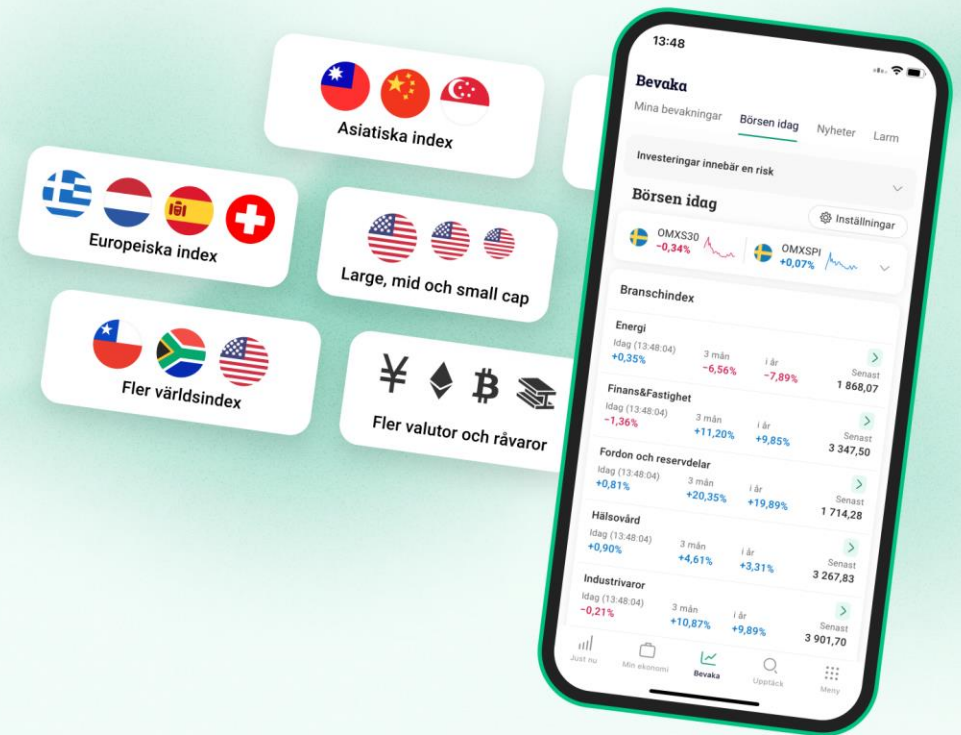 Asiatiska index
Europeiska index
Large, mid och small cap
Fler världsindex
¥
Fler valutor och råvaror
13:48
Bevaka
Mina bevakningar Börsen idag Nyheter Larm
Investeringar innebär en risk
Börsen idag
Inställningar
OMXS30 OMXSPI
−0,34% +0,07%
Branschindex
Energi
Idag (13:48:04) 3 mån i år Senast
+0,35% −6,56% −7,89% 1 868,07
Finans&Fastighet
Idag (13:48:04) 3 mån i år Senast
−1,36% +11,20% +9,85% 3 347,50
Fordon och reservdelar
Idag (13:48:04) 3 mån i år Senast
+0,81% +20,35% +19,89% 1 714,28
Hälsovård
Idag (13:48:04) 3 mån i år Senast
+0,90% +4,61% +3,31% 3 267,83
Industrivaror
Idag (13:48:04) 3 mån i år Senast
−0,21% +10,87% +9,89% 3 901,70
Just nu Min ekonomi Bevaka Upptäck Meny